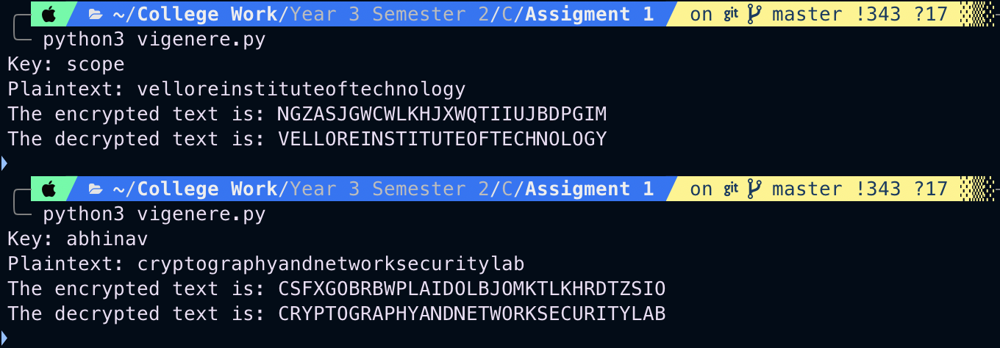 ~/College Work/Year 3 Semester 2/C/Assigment 1 on git master !343 ?17
python3 vigenere.py
Key: scope
Plaintext: velloreinstituteoftechnology
The encrypted text is: NGZASJGWCWLKHJXWQTIIUJBDPGIM
The decrypted text is: VELLOREINSTITUTEOFTECHNOLOGY
~/College Work/Year 3 Semester 2/C/Assigment 1 on git master !343 ?17
python3 vigenere.py
Key: abhinav
Plaintext: cryptographyandnetworksecuritylab
The encrypted text is: CSFXGOBRBWPLAIDOLBJOMKTLKHRDTZSIO
The decrypted text is: CRYPTOGRAPHYANDNETWORKSECURITYLAB